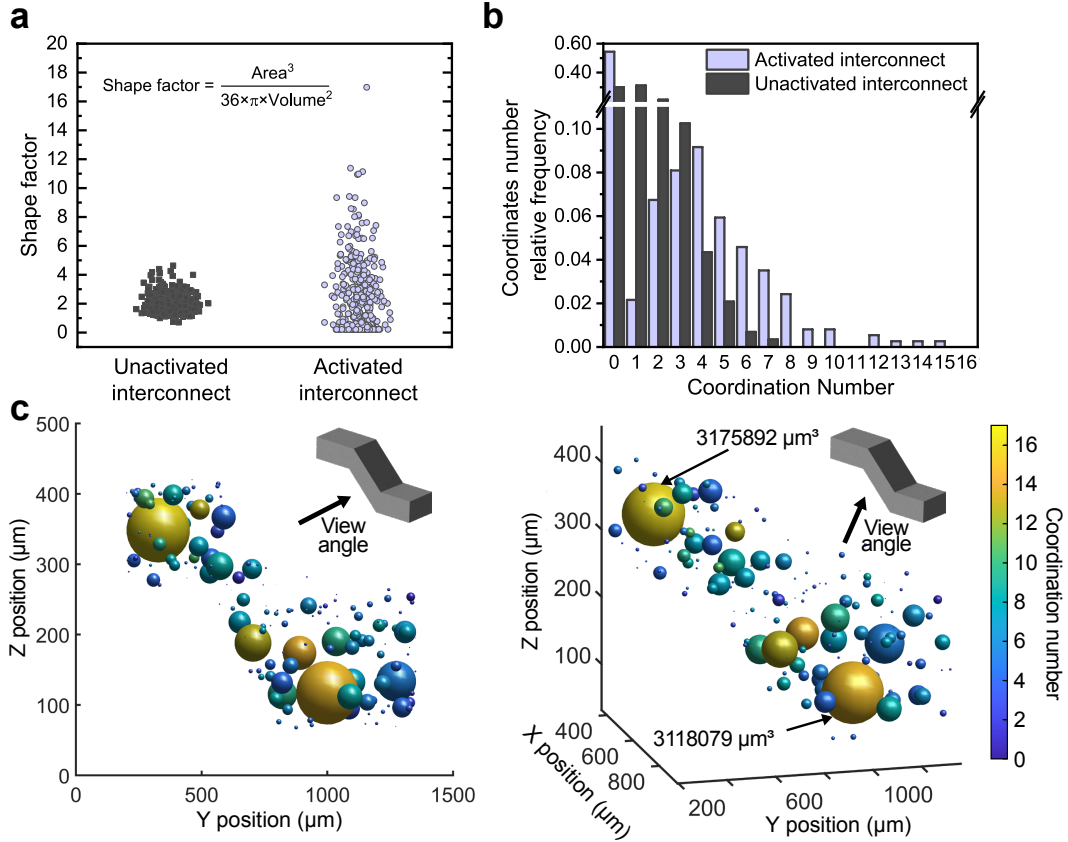 a
20
18
16
14
12
10
8
6
4
2
0
Shape factor
Shape factor = Area³
36×π×Volume²
Unactivated
interconnect
Activated
interconnect
b
0.60
0.40
0.10
0.08
0.06
0.04
0.02
0.00
Coordinates number
relative frequency
Activated interconnect
Unactivated interconnect
0 1 2 3 4 5 6 7 8 9 10 11 12 13 14 15 16
Coordination Number
c
500
400
300
200
100
0
Z position (µm)
View
angle
0 500 1000 1500
Y position (µm)
400
300
200
100
Z position (µm)
3175892 µm³
View
angle
3118079 µm³
400
600
800
X position (µm)
200 600 1000
Y position (µm)
16
14
12
10
8
6
4
2
0
Coordination number